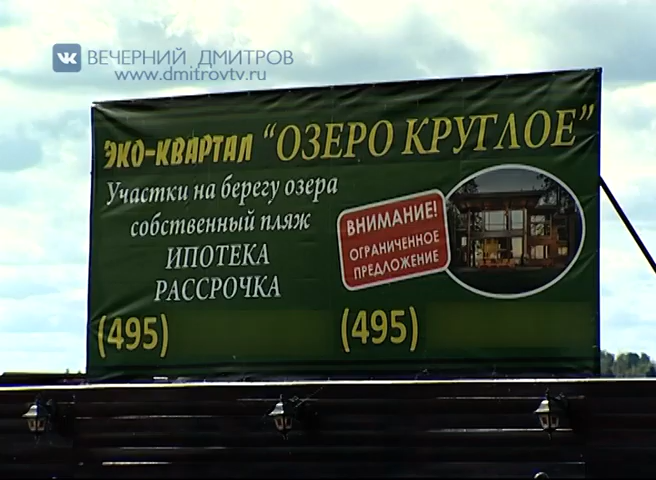 ВЕЧЕРНИЙ ДМИТРОВ
www.dmitrovtv.ru
ЭКО-КВАРТАЛ "ОЗЕРО КРУГЛОЕ"
Участки на берегу озера
собственный пляж
ИПОТЕКА
РАССРОЧКА
ВНИМАНИЕ!
ОГРАНИЧЕННОЕ
ПРЕДЛОЖЕНИЕ
(495)
(495)